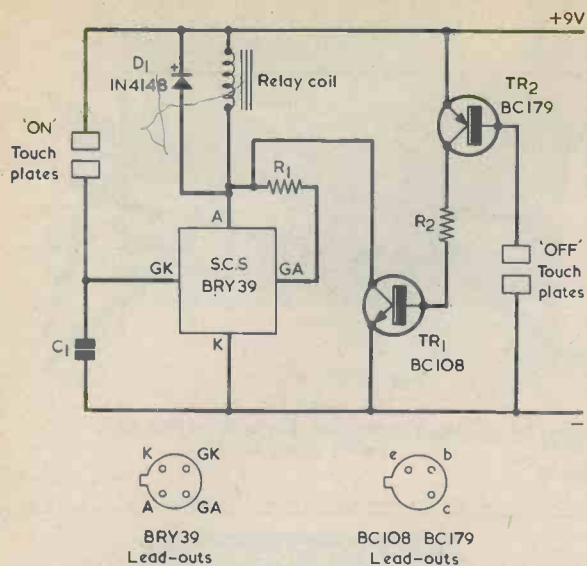 +9V
D1
+
IN4148
Relay coil
TR2
BC179
'ON'
Touch
plates
R1
R2
A
GK
S.C.S
BRY39
GA
K
'OFF'
Touch
plates
C1
TR1
BC108
−
K
GK
A
GA
BRY39
Lead-outs
e
b
c
BC108 BC179
Lead-outs